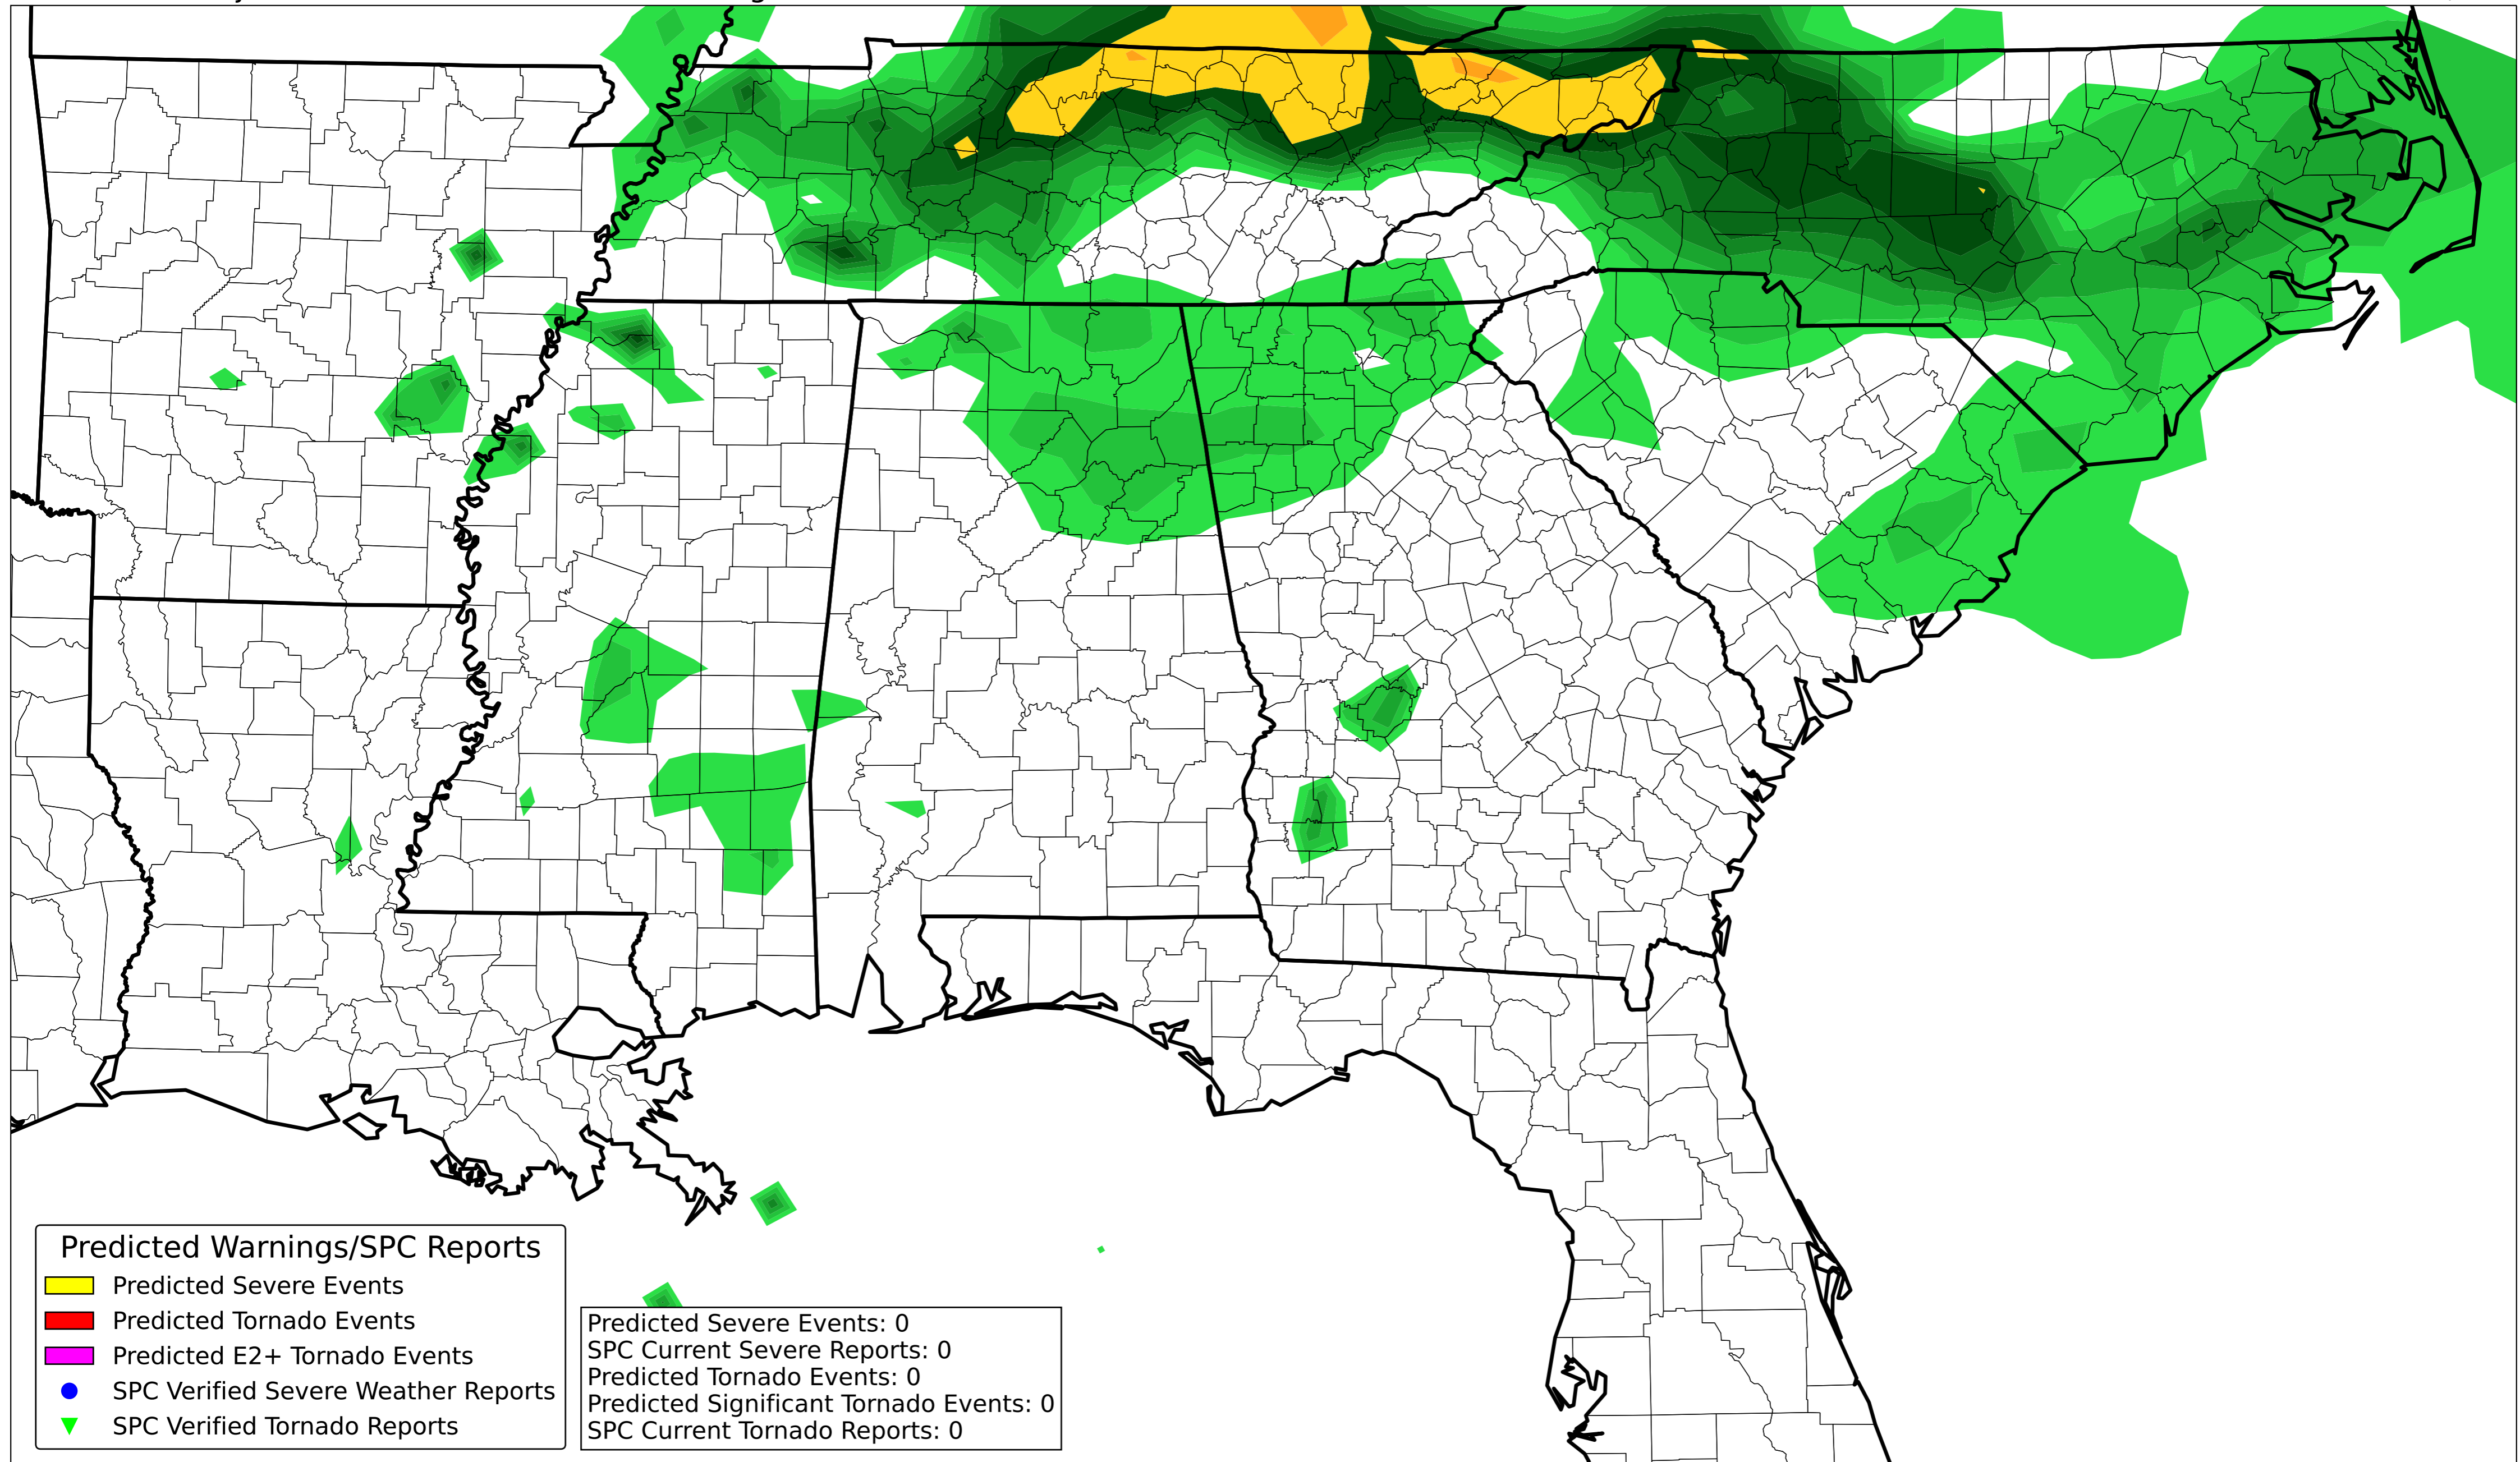 Predicted Warnings/SPC Reports
Predicted Severe Events
Predicted Tornado Events
Predicted E2+ Tornado Events
SPC Verified Severe Weather Reports
SPC Verified Tornado Reports
Predicted Severe Events: 0
SPC Current Severe Reports: 0
Predicted Tornado Events: 0
Predicted Significant Tornado Events: 0
SPC Current Tornado Reports: 0